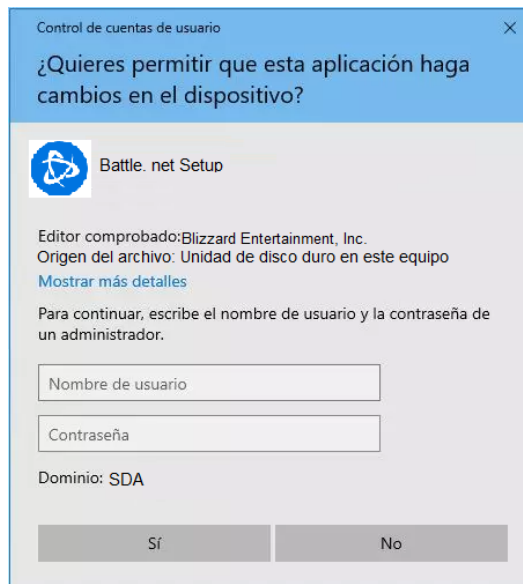 Control de cuentas de usuario
¿Quieres permitir que esta aplicación haga
cambios en el dispositivo?
Battle. net Setup
Editor comprobado:Blizzard Entertainment, Inc.
Origen del archivo: Unidad de disco duro en este equipo
Mostrar más detalles
Para continuar, escribe el nombre de usuario y la contraseña de
un administrador.
Nombre de usuario
Contraseña
Dominio: SDA
Sí No